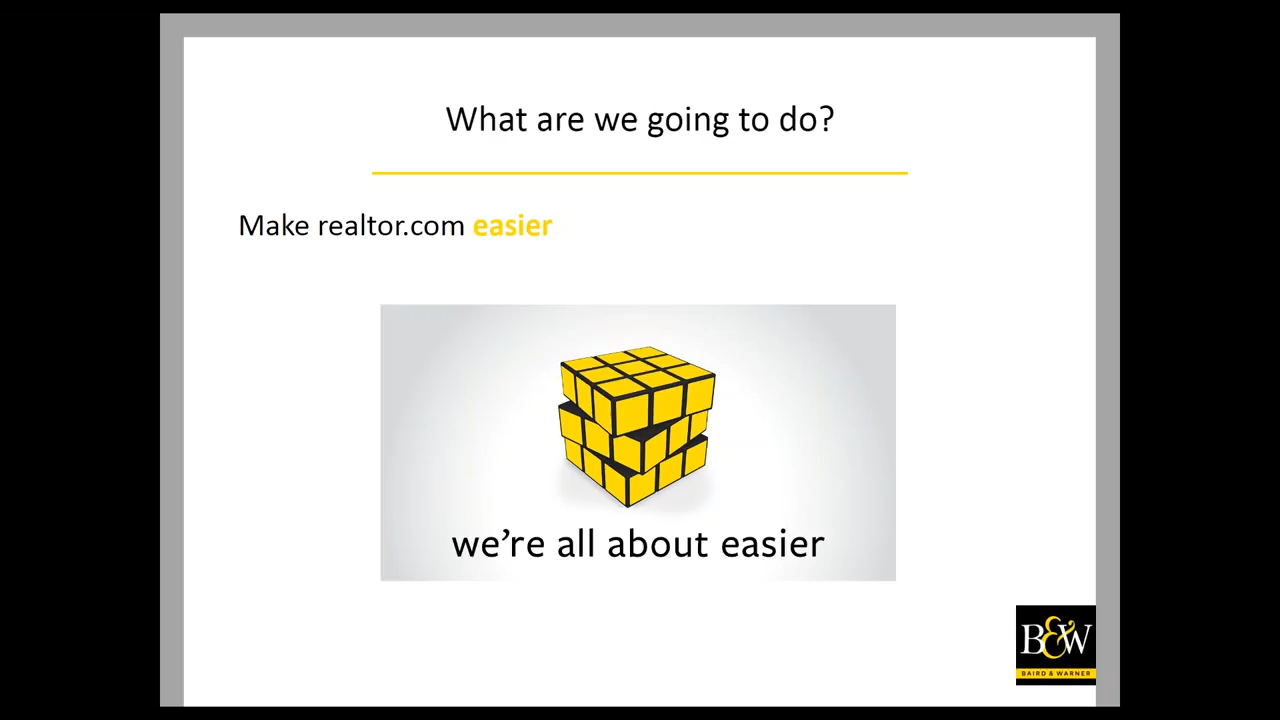 What are we going to do?
Make realtor.com easier
we're all about easier
B&W
BAIRD & WARNER